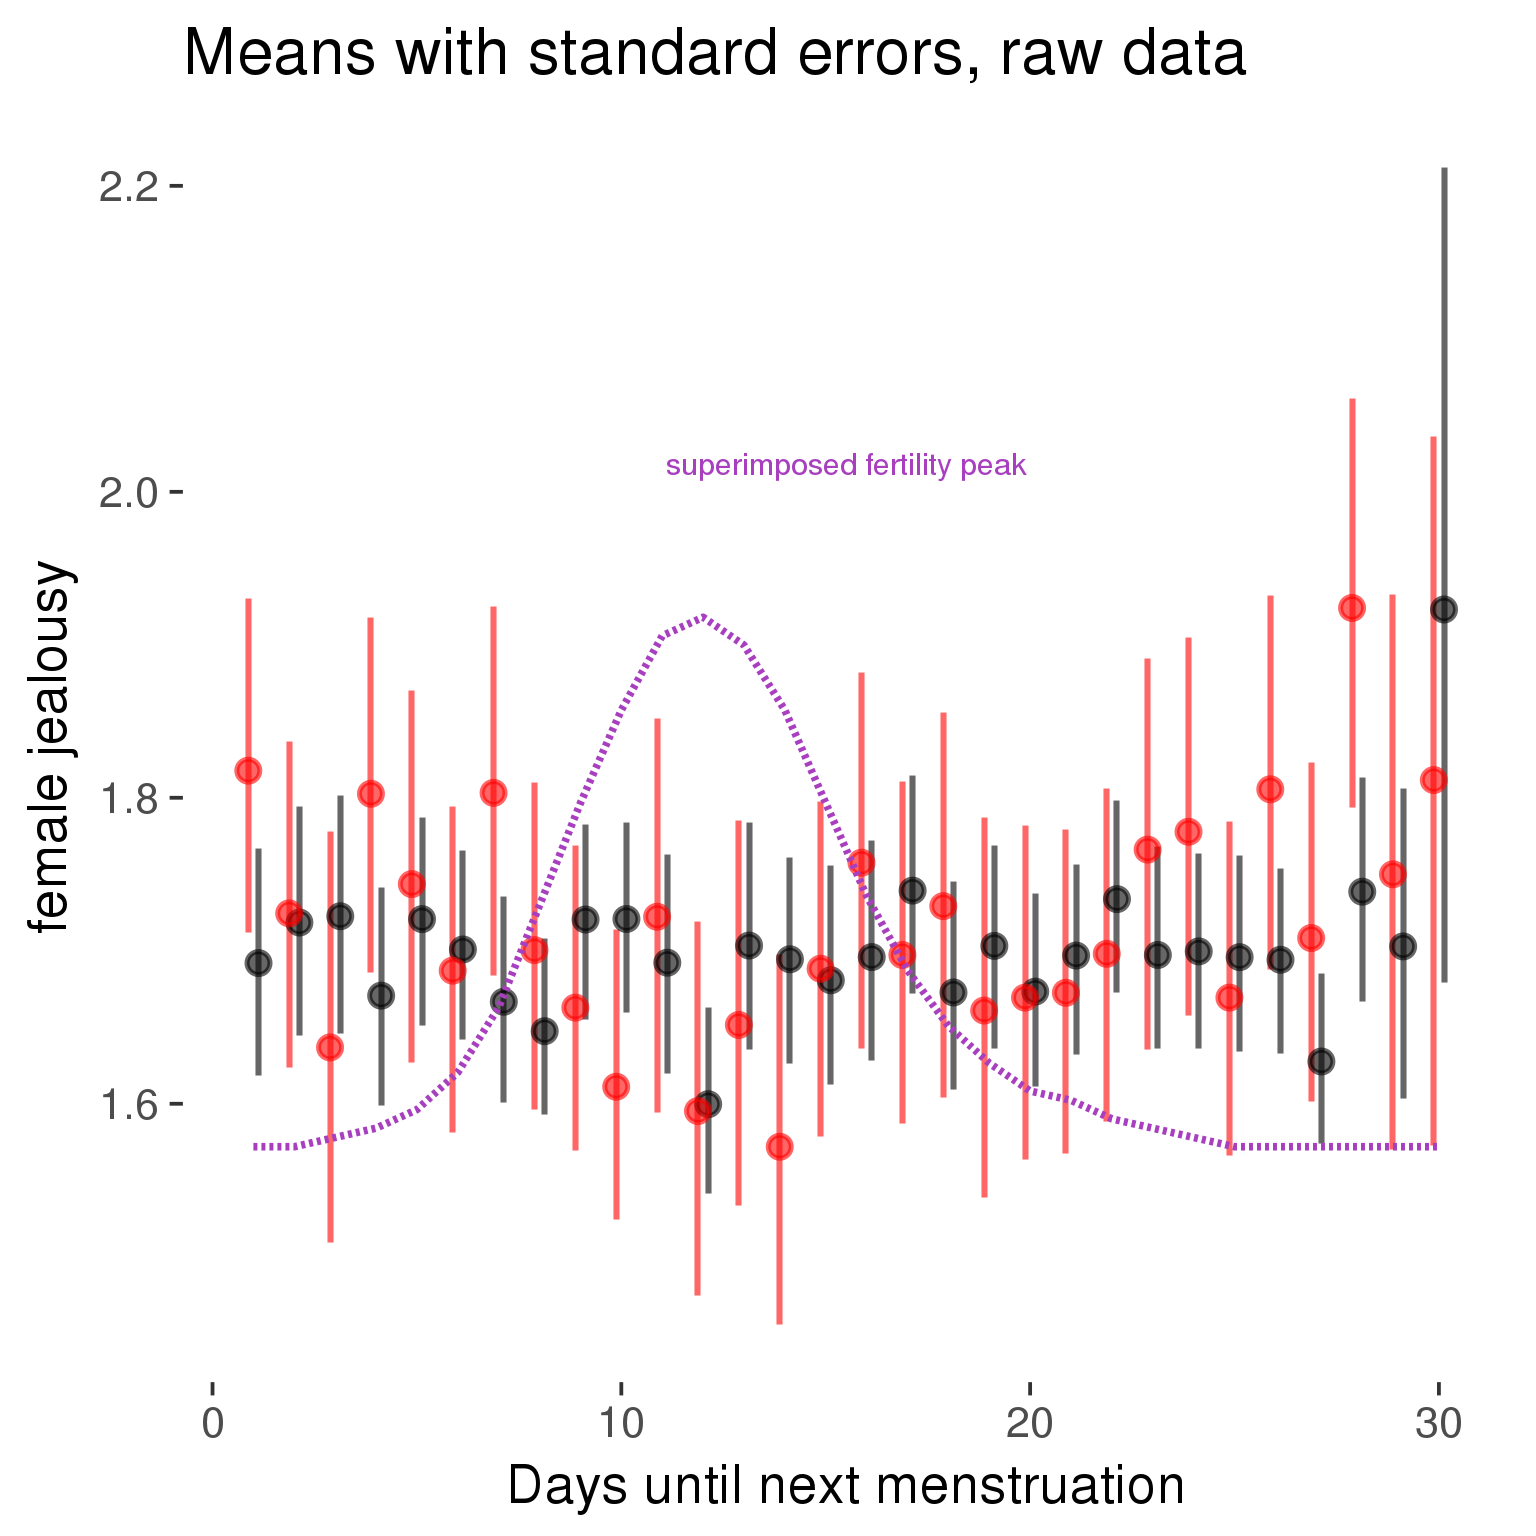 Means with standard errors, raw data
2.2
2.0
1.8
1.6
female jealousy
superimposed fertility peak
0 10 20 30
Days until next menstruation